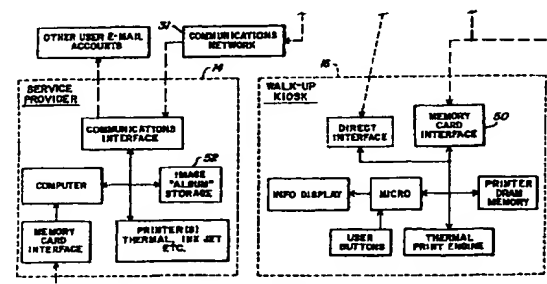 OTHER USER E-MAIL
ACCOUNTS
31
COMMUNICATIONS
NETWORK
14
SERVICE
PROVIDER
COMMUNICATIONS
INTERFACE
52
COMPUTER
IMAGE
"ALBUM"
STORAGE
MEMORY
CARD
INTERFACE
PRINTER(S)
THERMAL, INK JET
ETC.
16
WALK-UP
KIOSK
DIRECT
INTERFACE
MEMORY
CARD
INTERFACE
50
INFO DISPLAY
MICRO
PRINTER
DRAM
MEMORY
USER
BUTTONS
THERMAL
PRINT ENGINE